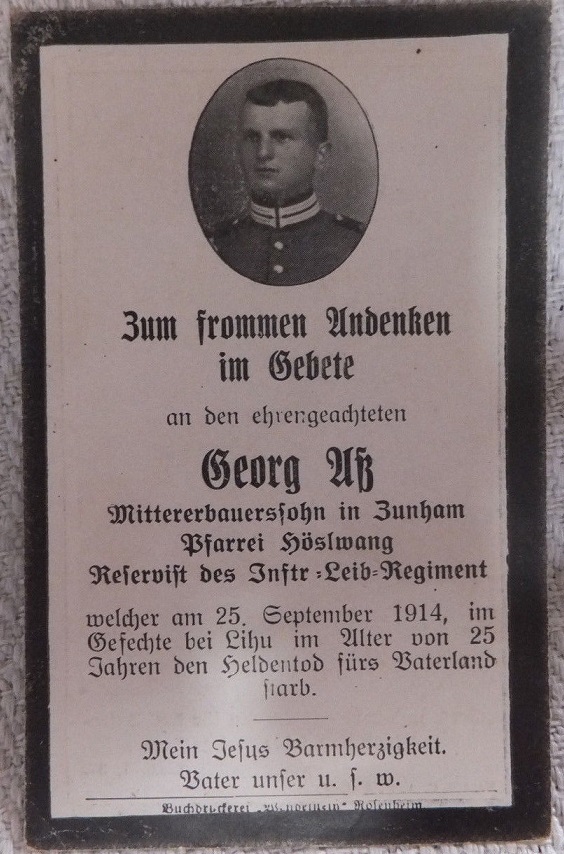 Zum frommen Andenken
im Gebete
an den ehrengeachteten
Georg Aß
Mittererbauerssohn in Zunham
Pfarrei Höslwang
Reservist des Inftr.-Leib-Regiment
welcher am 25. September 1914, im
Gefechte bei Lihu im Alter von 25
Jahren den Heldentod fürs Vaterland
starb.
Mein Jesus Barmherzigkeit.
Vater unser u. s. w.
Buchdruckerei "Wendelstein" Rosenheim